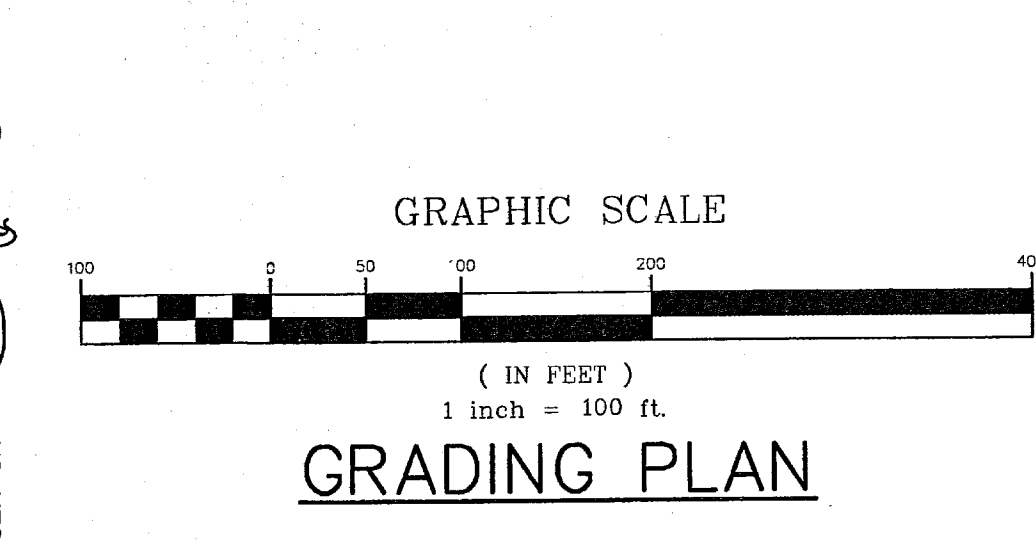 GRAPHIC SCALE
100 0 50 100 200
( IN FEET )
1 inch = 100 ft.
GRADING PLAN